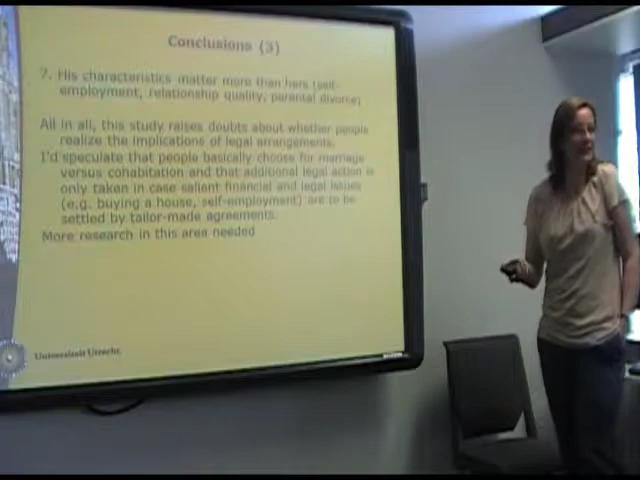 Conclusions (3)
7. His characteristics matter more than hers (self-
employment, relationship quality, parental divorce)
All in all, this study raises doubts about whether people
realize the implications of legal arrangements.
I'd speculate that people basically choose for marriage
versus cohabitation and that additional legal action is
only taken in case salient financial and legal issues
(e.g. buying a house, self-employment) are to be
settled by tailor-made agreements.
More research in this area needed
Universiteit Utrecht